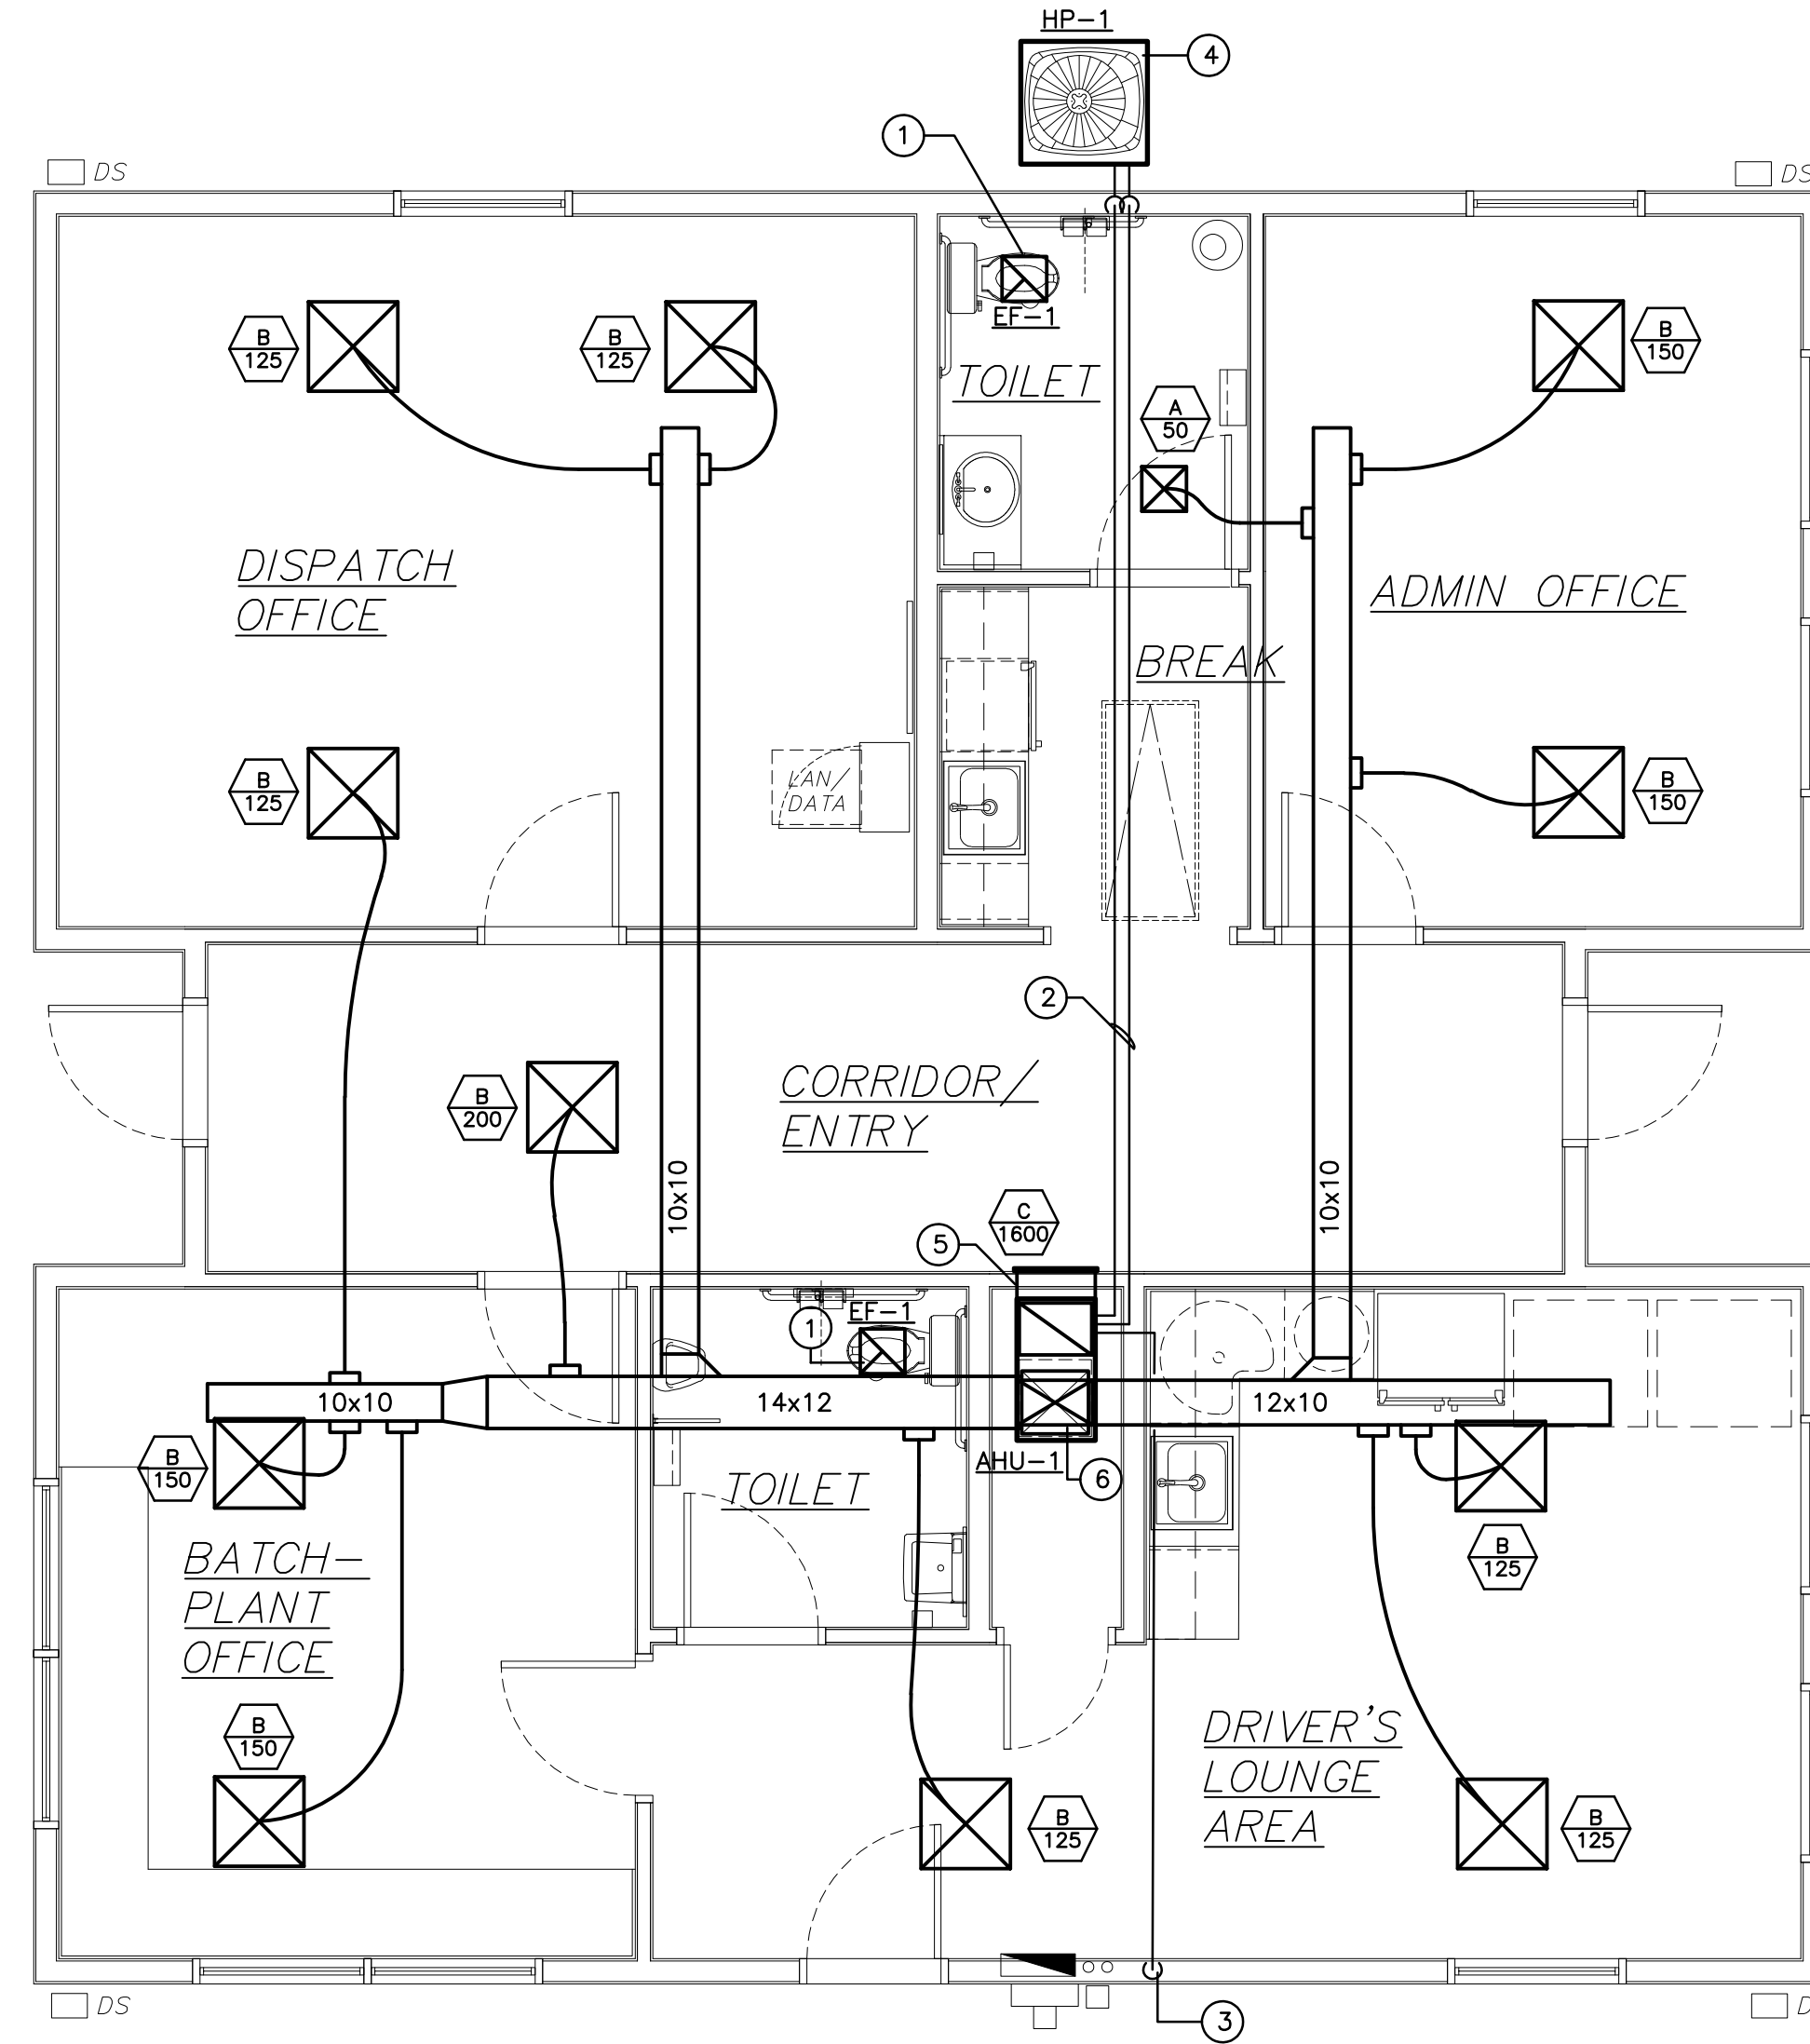 HP-1
4
1
DS
DS
B
125
B
125
EF-1
TOILET
A
50
B
150
DISPATCH
OFFICE
ADMIN OFFICE
BREAK
B
125
LAN/
DATA
B
150
2
B
200
CORRIDOR/
ENTRY
10x10
10x10
C
1600
5
1
EF-1
10x10
14x12
12x10
B
150
AHU-1
6
TOILET
B
125
BATCH-
PLANT
OFFICE
B
150
DRIVER'S
LOUNGE
AREA
B
125
B
125
DS
3